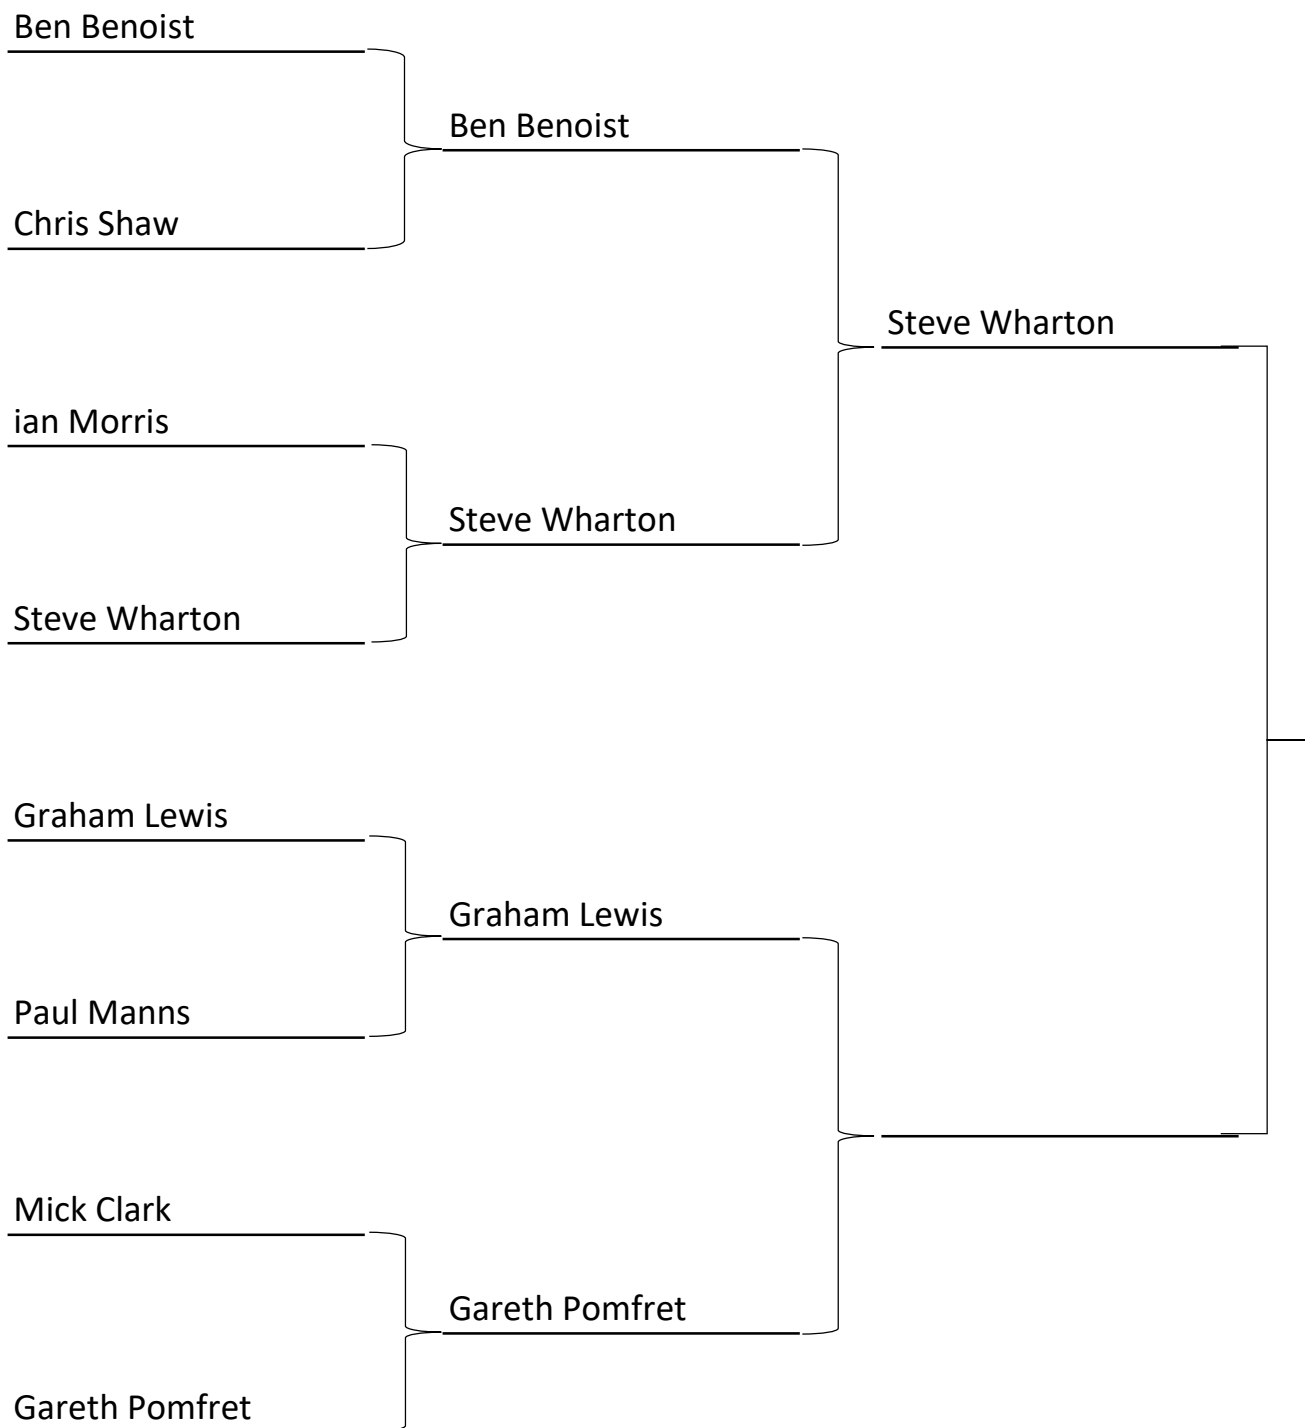 Ben Benoist
Ben Benoist
Chris Shaw
Steve Wharton
ian Morris
Steve Wharton
Steve Wharton
Graham Lewis
Graham Lewis
Paul Manns
Mick Clark
Gareth Pomfret
Gareth Pomfret